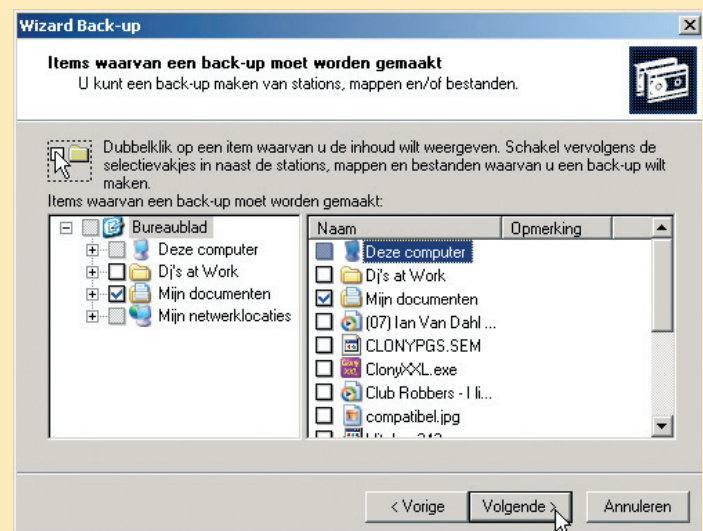 Wizard Back-up
Items waarvan een back-up moet worden gemaakt
U kunt een back-up maken van stations, mappen en/of bestanden.
Dubbelklik op een item waarvan u de inhoud wilt weergeven. Schakel vervolgens de
selectievakjes in naast de stations, mappen en bestanden waarvan u een back-up wilt
maken.
Items waarvan een back-up moet worden gemaakt:
Bureaublad
Deze computer
Dj's at Work
Mijn documenten
Mijn netwerklocaties
Naam Opmerking
Deze computer
Dj's at Work
Mijn documenten
(07) Ian Van Dahl ...
CLONYPGS.SEM
ClonyXXL.exe
Club Robbers - I li...
compatibel.jpg
< Vorige Volgende > Annuleren